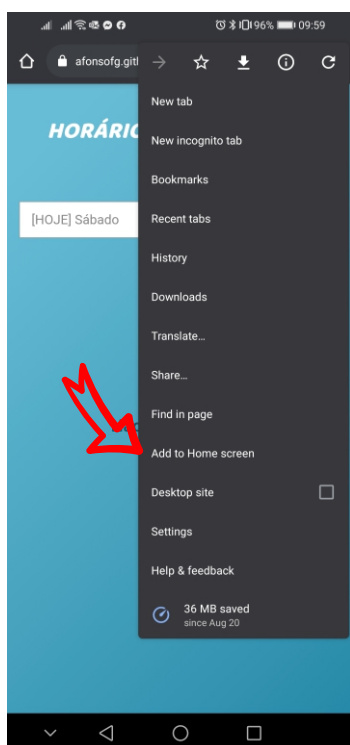 96% 09:59
afonsofg.gitl
HORÁRIO
[HOJE] Sábado
New tab
New incognito tab
Bookmarks
Recent tabs
History
Downloads
Translate...
Share...
Find in page
Add to Home screen
Desktop site
Settings
Help & feedback
36 MB saved
since Aug 20